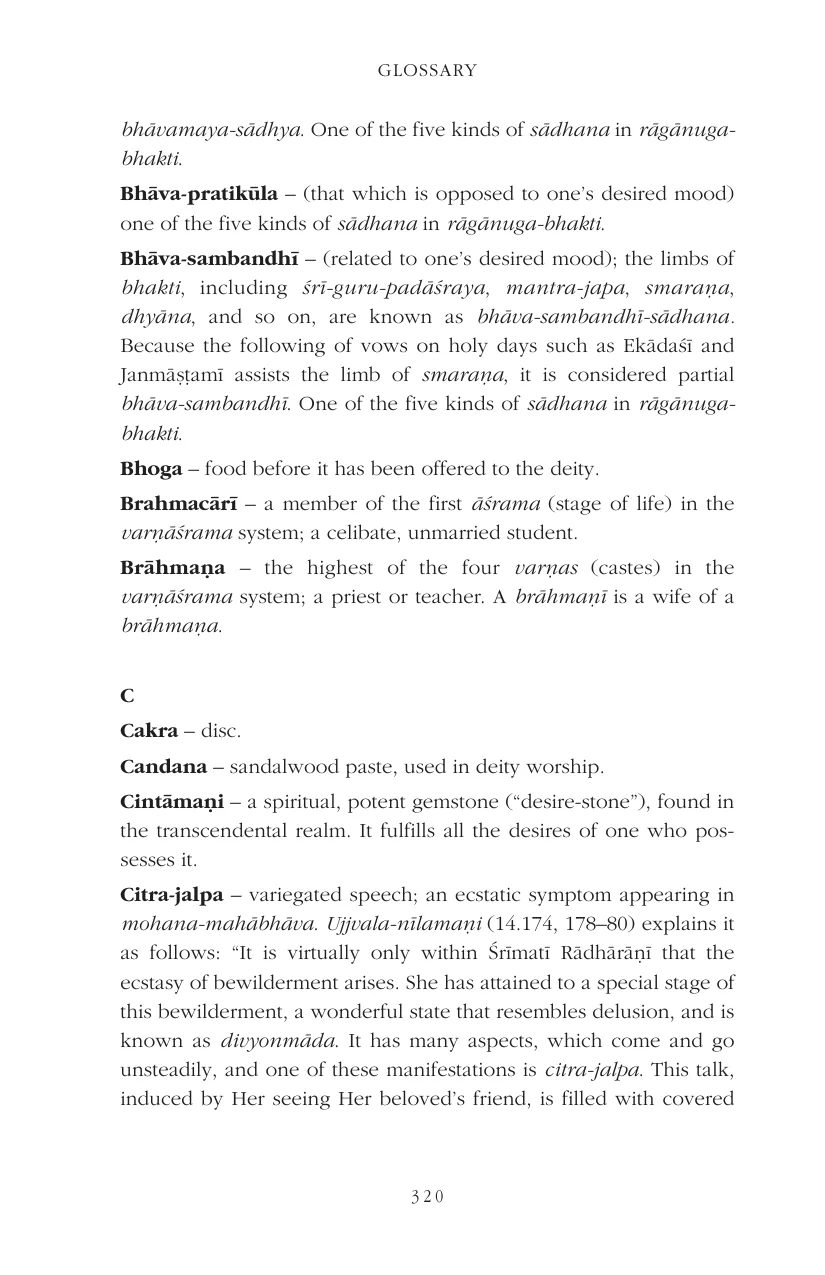 GLOSSARY
bhāvamaya-sādhya. One of the five kinds of sādhana in rāgānuga-
bhakti.
Bhāva-pratikūla – (that which is opposed to one’s desired mood)
one of the five kinds of sādhana in rāgānuga-bhakti.
Bhāva-sambandhī – (related to one’s desired mood); the limbs of
bhakti, including śrī-guru-padāśraya, mantra-japa, smaraṇa,
dhyāna, and so on, are known as bhāva-sambandhī-sādhana.
Because the following of vows on holy days such as Ekādaśī and
Janmāṣṭamī assists the limb of smaraṇa, it is considered partial
bhāva-sambandhī. One of the five kinds of sādhana in rāgānuga-
bhakti.
Bhoga – food before it has been offered to the deity.
Brahmacārī – a member of the first āśrama (stage of life) in the
varṇāśrama system; a celibate, unmarried student.
Brāhmaṇa – the highest of the four varṇas (castes) in the
varṇāśrama system; a priest or teacher. A brāhmaṇī is a wife of a
brāhmaṇa.
C
Cakra – disc.
Candana – sandalwood paste, used in deity worship.
Cintāmaṇi – a spiritual, potent gemstone (“desire-stone”), found in
the transcendental realm. It fulfills all the desires of one who pos-
sesses it.
Citra-jalpa – variegated speech; an ecstatic symptom appearing in
mohana-mahābhāva. Ujjvala-nīlamaṇi (14.174, 178–80) explains it
as follows: “It is virtually only within Śrīmatī Rādhārāṇī that the
ecstasy of bewilderment arises. She has attained to a special stage of
this bewilderment, a wonderful state that resembles delusion, and is
known as divyonmāda. It has many aspects, which come and go
unsteadily, and one of these manifestations is citra-jalpa. This talk,
induced by Her seeing Her beloved’s friend, is filled with covered
320